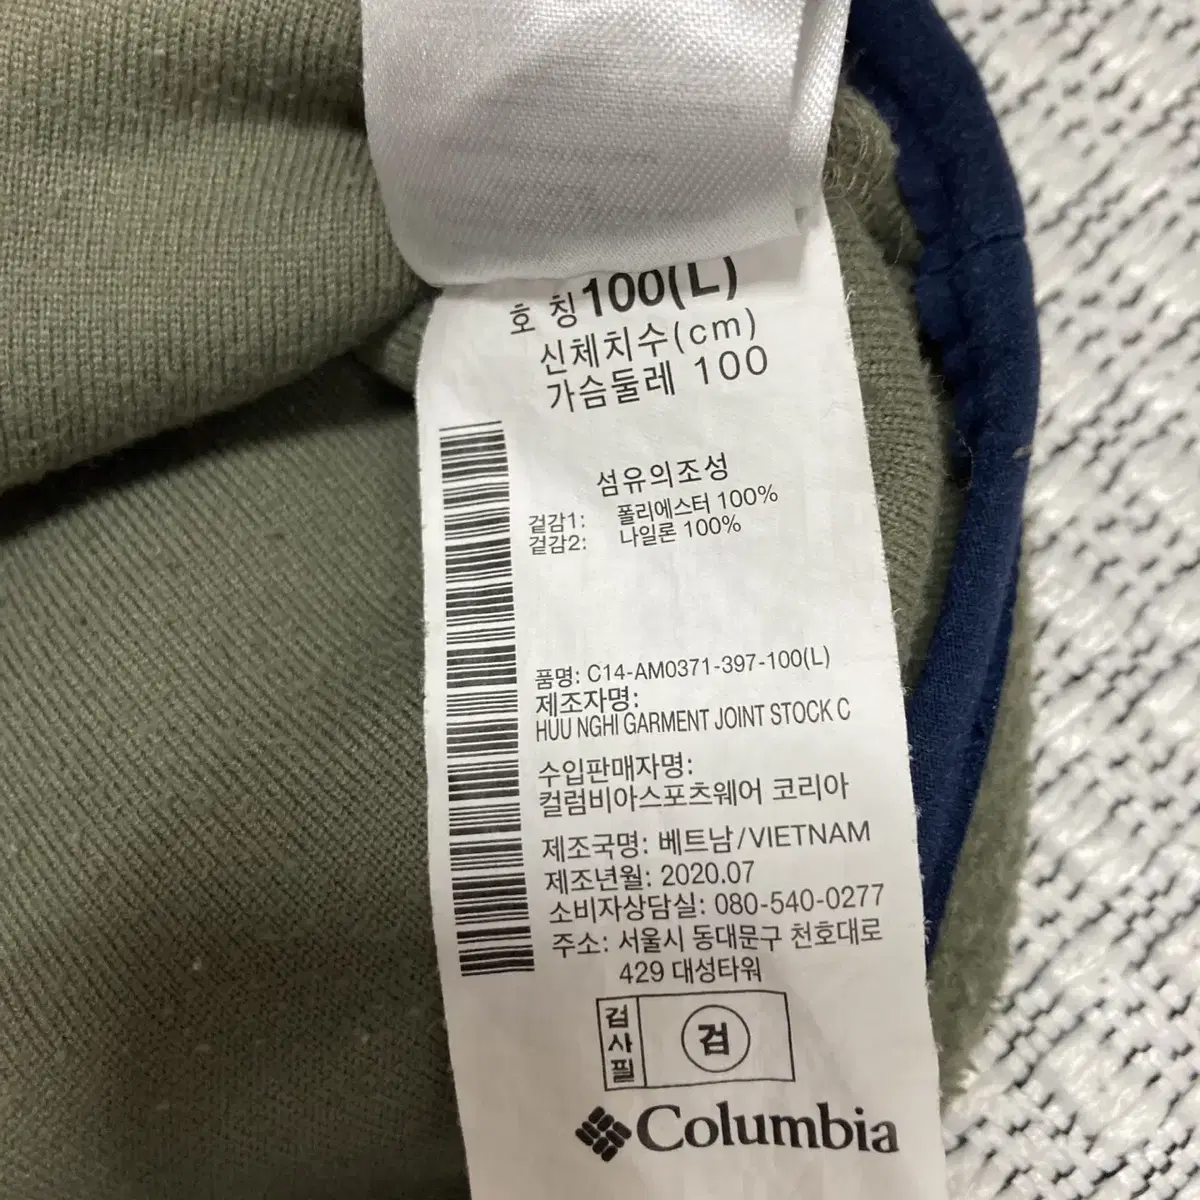 호 칭 100(L)
신체치수(cm)
가슴둘레 100
섬유의조성
겉감1: 폴리에스터 100%
겉감2: 나일론 100%
품명: C14-AM0371-397-100(L)
제조자명:
HUU NGHI GARMENT JOINT STOCK C
수입판매자명:
컬럼비아스포츠웨어 코리아
제조국명: 베트남/VIETNAM
제조년월: 2020.07
소비자상담실: 080-540-0277
주소: 서울시 동대문구 천호대로
429 대성타워
검사필 검
Columbia